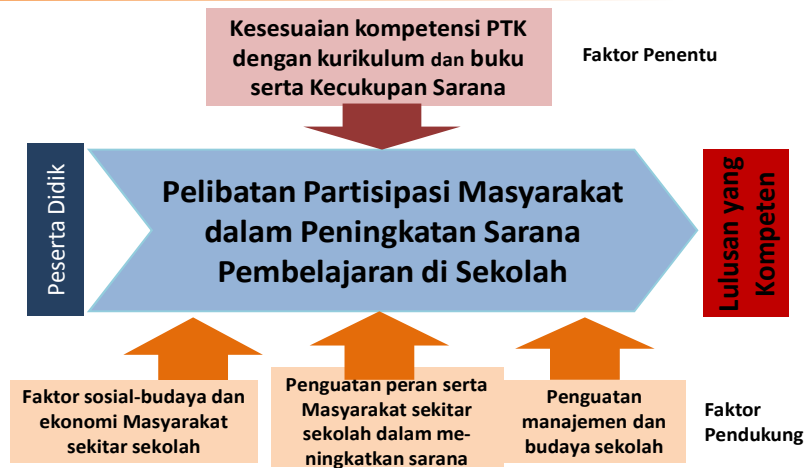 Kesesuaian kompetensi PTK
dengan kurikulum dan buku
serta Kecukupan Sarana
Faktor Penentu
Peserta Didik
Pelibatan Partisipasi Masyarakat
dalam Peningkatan Sarana
Pembelajaran di Sekolah
Lulusan yang
Kompeten
Faktor sosial-budaya dan
ekonomi Masyarakat
sekitar sekolah
Penguatan peran serta
Masyarakat sekitar
sekolah dalam me-
ningkatkan sarana
Penguatan
manajemen dan
budaya sekolah
Faktor
Pendukung